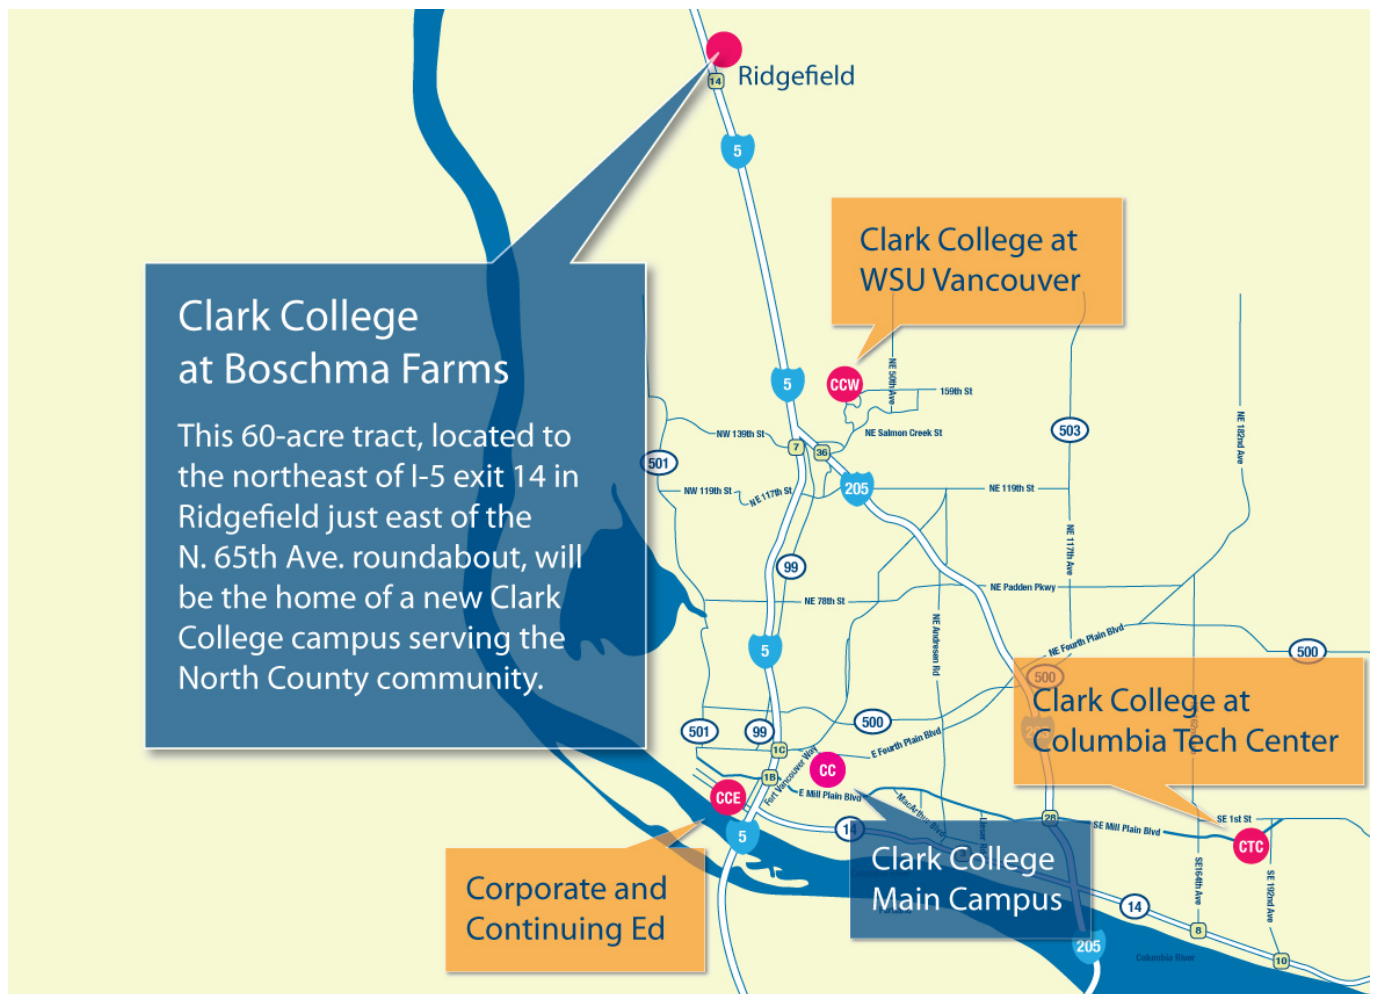 14
Ridgefield
5
Clark College at
WSU Vancouver
Clark College
at Boschma Farms
This 60-acre tract, located to
the northeast of I-5 exit 14 in
Ridgefield just east of the
N. 65th Ave. roundabout, will
be the home of a new Clark
College campus serving the
North County community.
5
CCW
NE 50th Ave
159th St
NW 139th St
7
36
NE Salmon Creek St
503
NE 182nd Ave
501
NW 119th St
NE 117th St
205
NE 119th St
NE 117th Ave
99
NE 78th St
NE Padden Pkwy
NE Andresen Rd
NE Fourth Plain Blvd
5
500
500
Clark College at
Columbia Tech Center
205
501
99
500
1C
E Fourth Plain Blvd
Fort Vancouver Way
CC
1B
E Mill Plain Blvd
CCE
MacArthur Blvd
5
14
28
SE Mill Plain Blvd
SE 1st St
CTC
Clark College
Main Campus
SE164th Ave
SE 192nd Ave
Corporate and
Continuing Ed
14
8
205
Columbia River
10